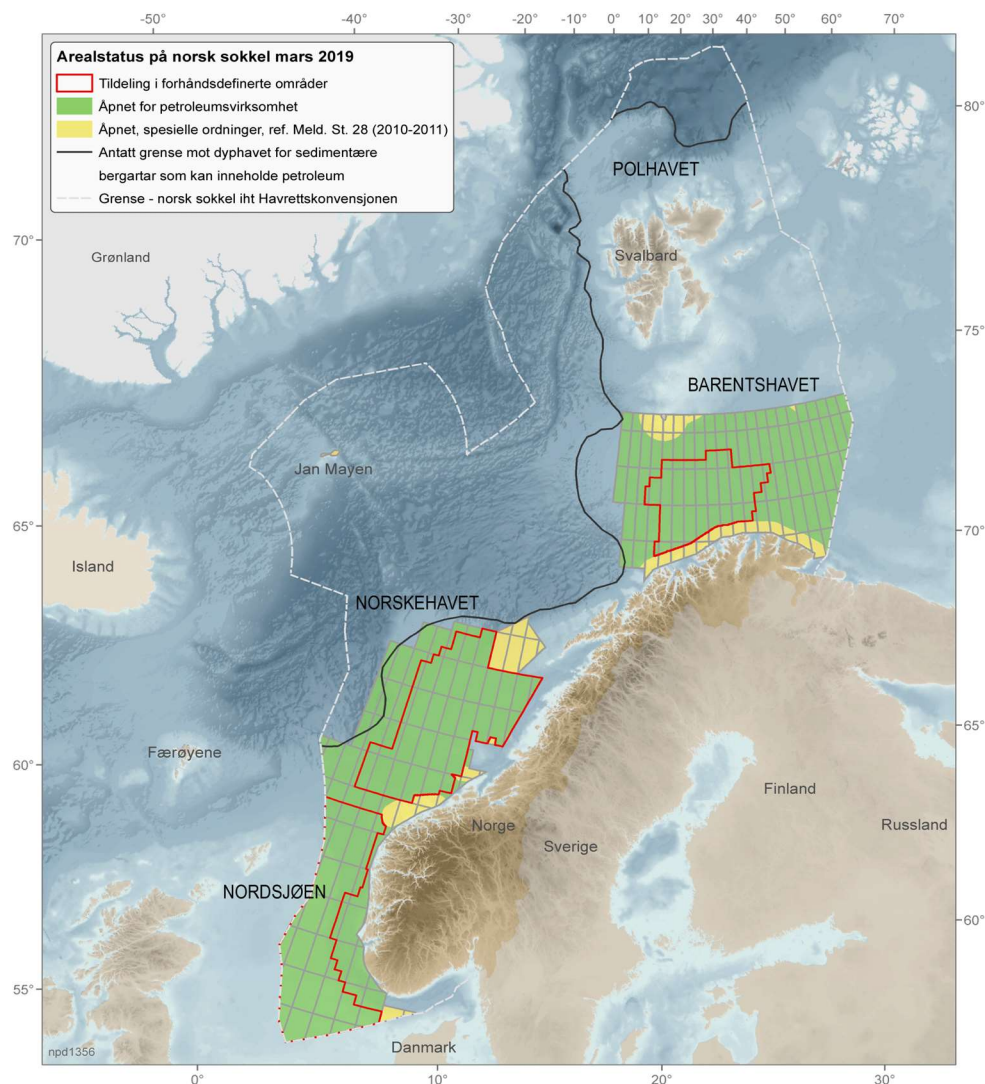 -50° -40° -30° -20° -10° 0° 10° 20° 30° 40° 50° 60° 70°
Arealstatus på norsk sokkel mars 2019
Tildeling i forhåndsdefinerte områder
Åpnet for petroleumsvirksomhet
Åpnet, spesielle ordninger, ref. Meld. St. 28 (2010-2011)
Antatt grense mot dyphavet for sedimentære
bergartar som kan inneholde petroleum
Grense - norsk sokkel iht Havrettskonvensjonen
80°
POLHAVET
70°
Grønland
Svalbard
75°
BARENTSHAVET
Jan Mayen
65°
70°
Island
NORSKEHAVET
65°
Færøyene
60°
Finland
Norge
Russland
Sverige
NORDSJØEN
60°
55°
Danmark
npd1356
0° 10° 20° 30°